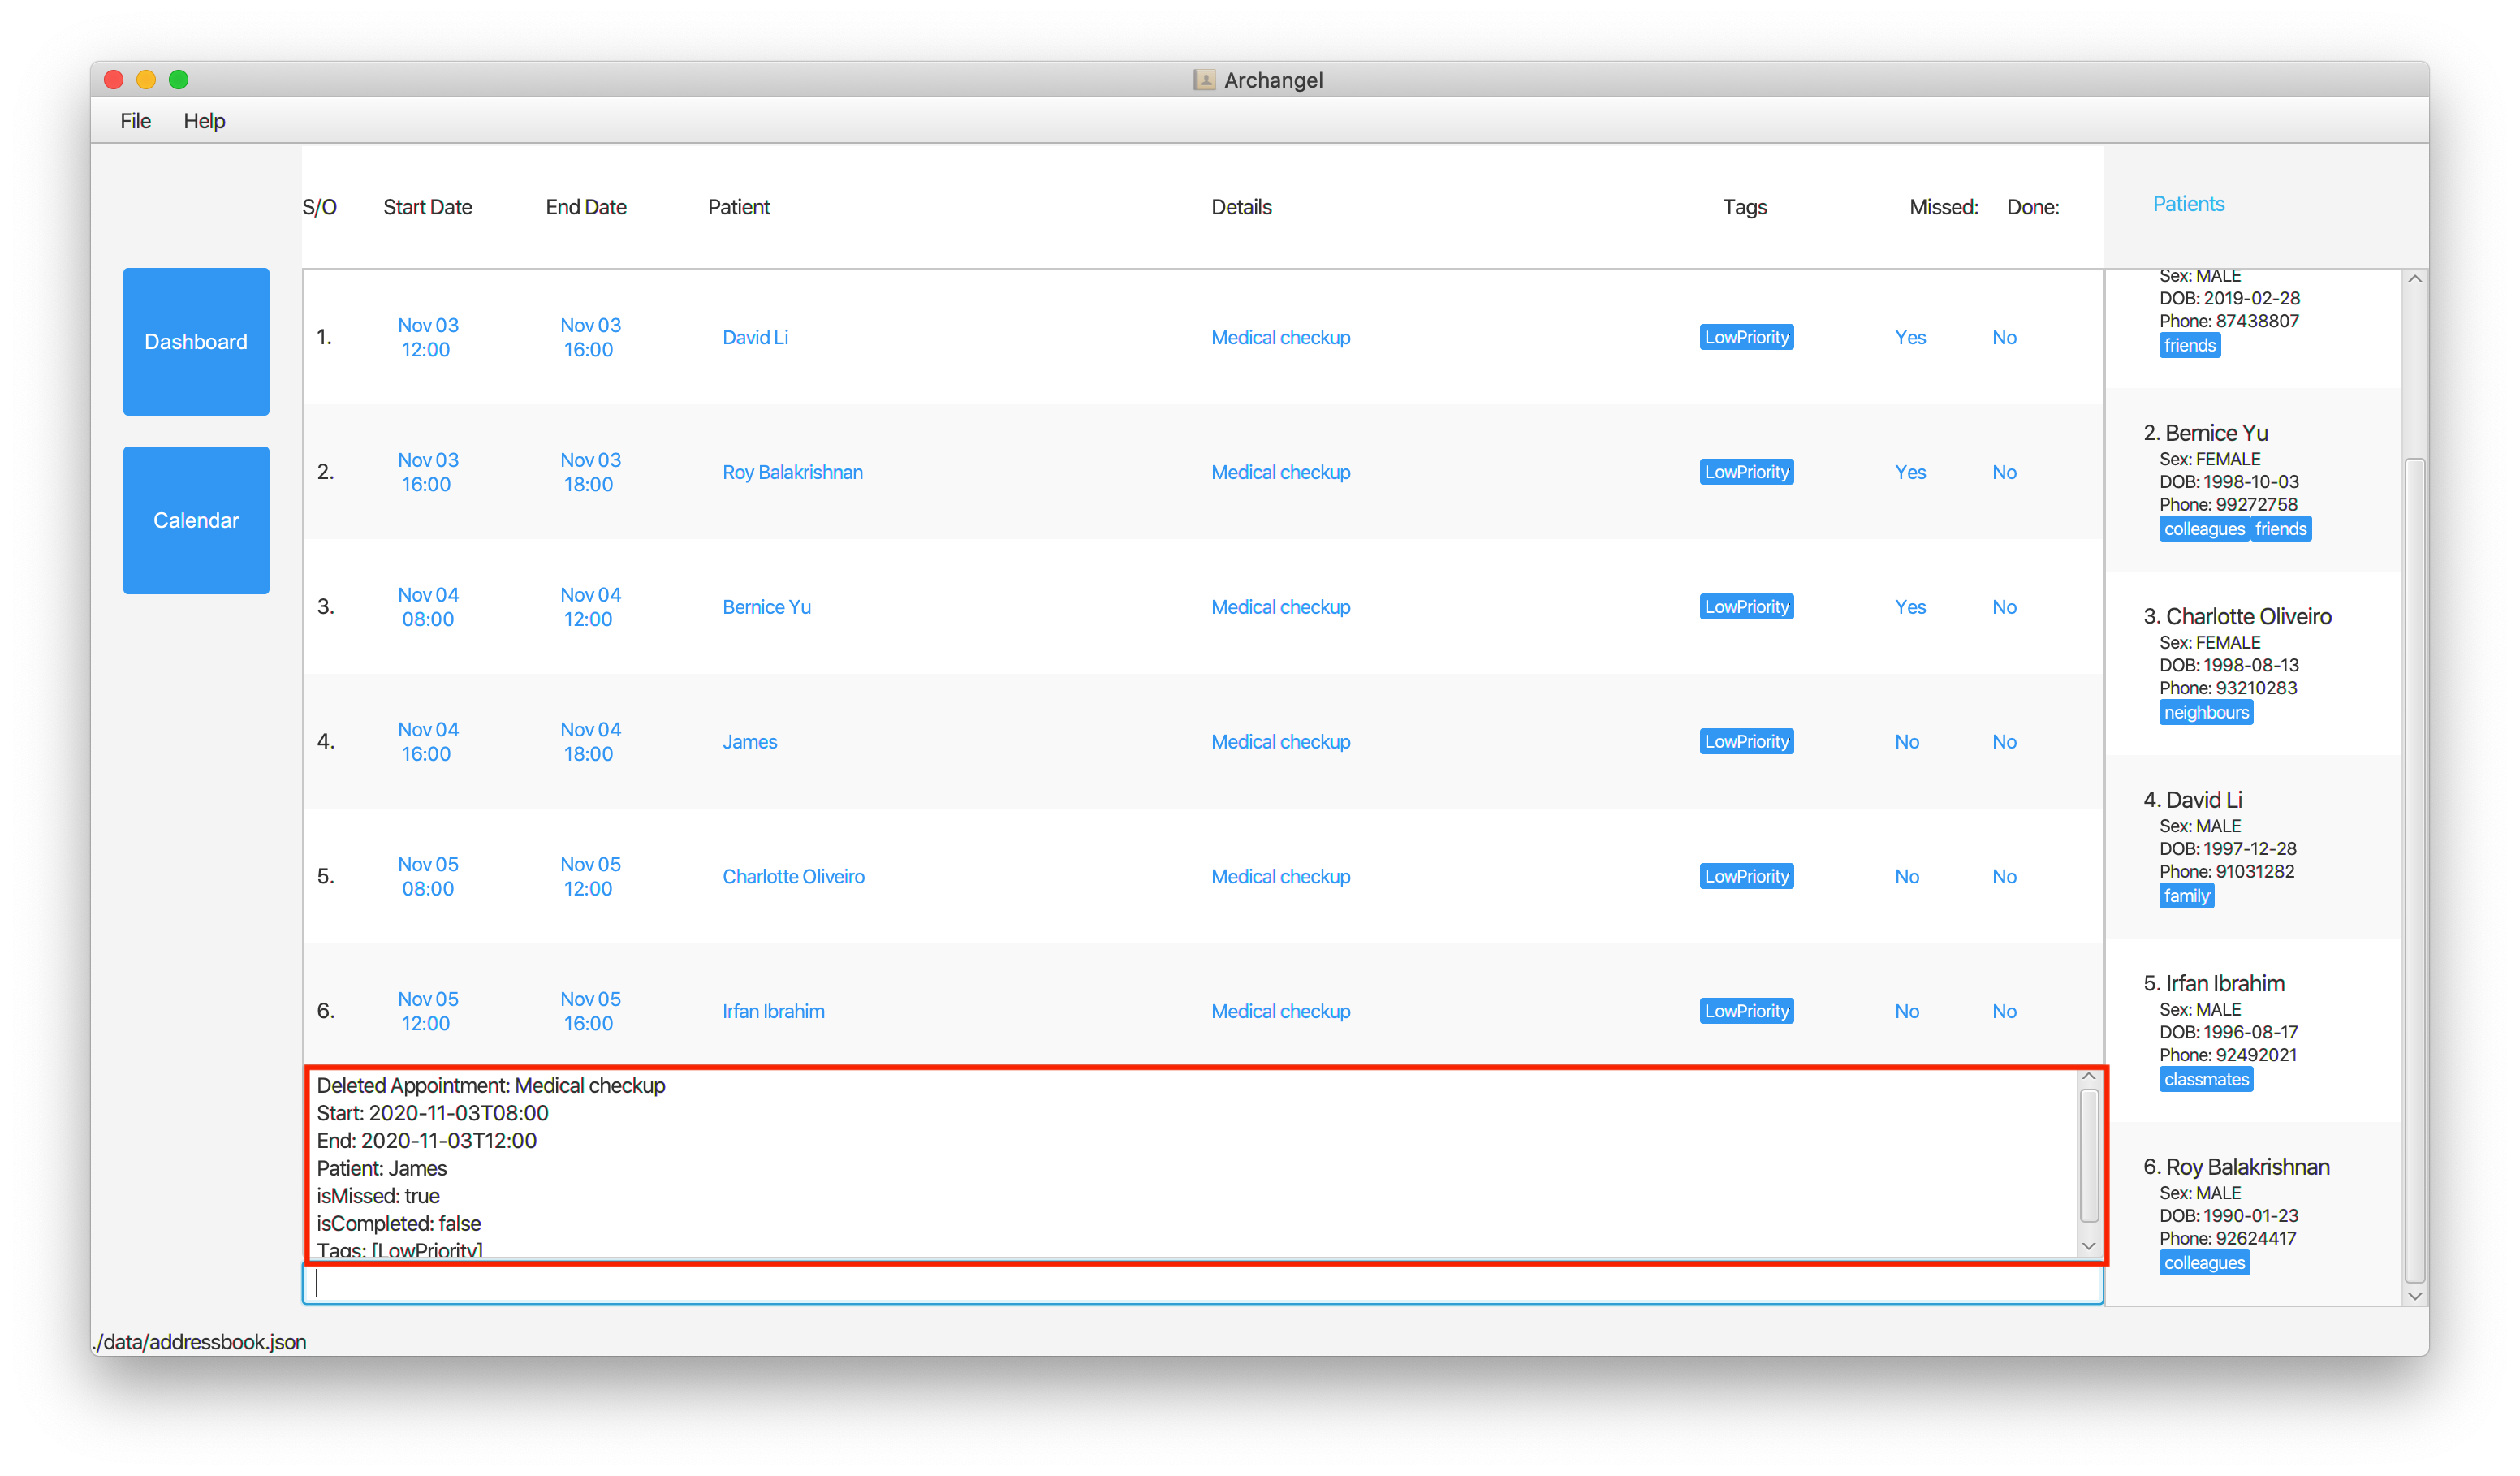 Archangel
File Help
S/O Start Date End Date Patient Details Tags Missed: Done:
Patients
Dashboard
Calendar
1. Nov 03 12:00 Nov 03 16:00 David Li Medical checkup LowPriority Yes No
2. Nov 03 16:00 Nov 03 18:00 Roy Balakrishnan Medical checkup LowPriority Yes No
3. Nov 04 08:00 Nov 04 12:00 Bernice Yu Medical checkup LowPriority Yes No
4. Nov 04 16:00 Nov 04 18:00 James Medical checkup LowPriority No No
5. Nov 05 08:00 Nov 05 12:00 Charlotte Oliveiro Medical checkup LowPriority No No
6. Nov 05 12:00 Nov 05 16:00 Irfan Ibrahim Medical checkup LowPriority No No
Deleted Appointment: Medical checkup
Start: 2020-11-03T08:00
End: 2020-11-03T12:00
Patient: James
isMissed: true
isCompleted: false
Tags: [LowPriority]
Sex: MALE
DOB: 2019-02-28
Phone: 87438807
friends
2. Bernice Yu
Sex: FEMALE
DOB: 1998-10-03
Phone: 99272758
colleagues friends
3. Charlotte Oliveiro
Sex: FEMALE
DOB: 1998-08-13
Phone: 93210283
neighbours
4. David Li
Sex: MALE
DOB: 1997-12-28
Phone: 91031282
family
5. Irfan Ibrahim
Sex: MALE
DOB: 1996-08-17
Phone: 92492021
classmates
6. Roy Balakrishnan
Sex: MALE
DOB: 1990-01-23
Phone: 92624417
colleagues
./data/addressbook.json